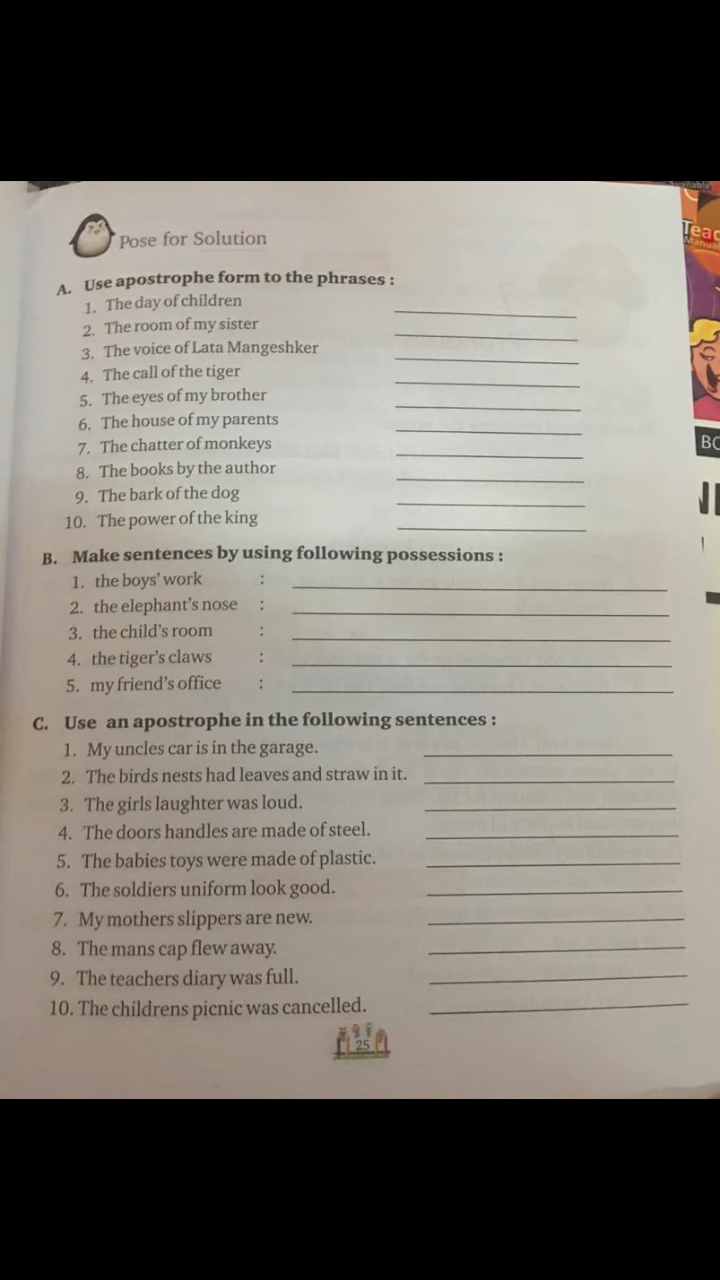 Available
Teac
Manual
Pose for Solution
A. Use apostrophe form to the phrases :
1. The day of children
2. The room of my sister
3. The voice of Lata Mangeshker
4. The call of the tiger
5. The eyes of my brother
6. The house of my parents
7. The chatter of monkeys
8. The books by the author
9. The bark of the dog
10. The power of the king
BO
B. Make sentences by using following possessions :
1. the boys' work :
2. the elephant's nose :
3. the child's room :
4. the tiger's claws :
5. my friend's office :
C. Use an apostrophe in the following sentences :
1. My uncles car is in the garage.
2. The birds nests had leaves and straw in it.
3. The girls laughter was loud.
4. The doors handles are made of steel.
5. The babies toys were made of plastic.
6. The soldiers uniform look good.
7. My mothers slippers are new.
8. The mans cap flew away.
9. The teachers diary was full.
10. The childrens picnic was cancelled.
25